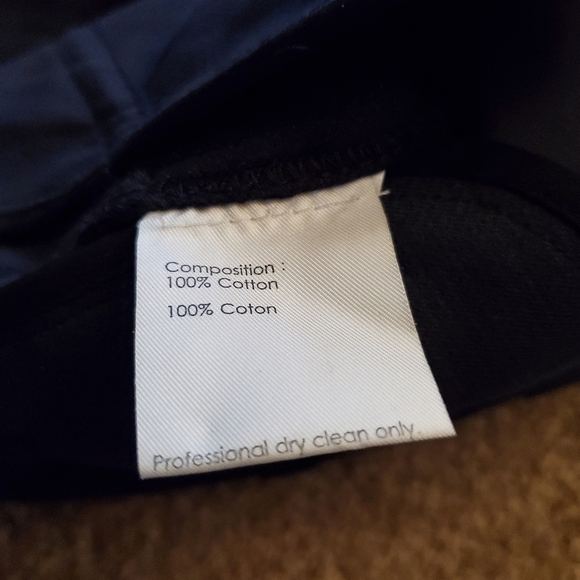 Composition :
100% Cotton
100% Coton
Professional dry clean only.